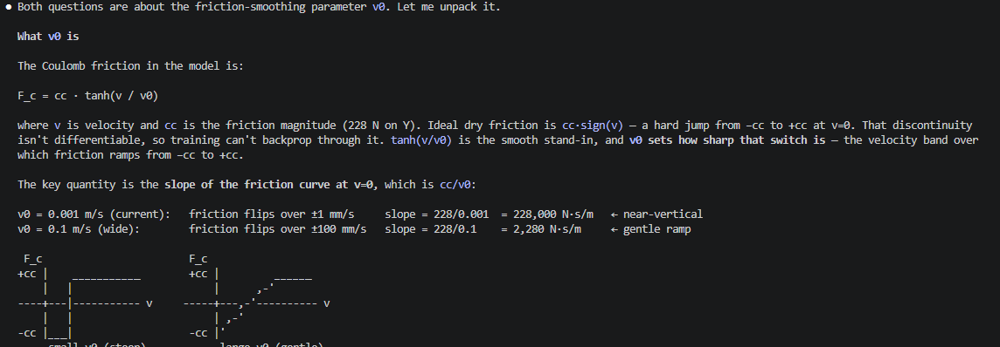 ● Both questions are about the friction-smoothing parameter v0. Let me unpack it.
What v0 is
The Coulomb friction in the model is:
F_c = cc · tanh(v / v0)
where v is velocity and cc is the friction magnitude (228 N on Y). Ideal dry friction is cc·sign(v) — a hard jump from −cc to +cc at v=0. That discontinuity
isn't differentiable, so training can't backprop through it. tanh(v/v0) is the smooth stand-in, and v0 sets how sharp that switch is — the velocity band over
which friction ramps from −cc to +cc.
The key quantity is the slope of the friction curve at v=0, which is cc/v0:
v0 = 0.001 m/s (current):   friction flips over ±1 mm/s     slope = 228/0.001  = 228,000 N·s/m   ← near-vertical
v0 = 0.1 m/s (wide):        friction flips over ±100 mm/s   slope = 228/0.1    = 2,280 N·s/m     ← gentle ramp
 F_c                      F_c
+cc |    ___________      +cc |        ______
    |   |                     |     ,-'
----+---|----------- v   -----+---,-'---------- v
    |   |                     | ,-'
-cc |___|                 -cc |'
     small v0 (steep)          large v0 (gentle)